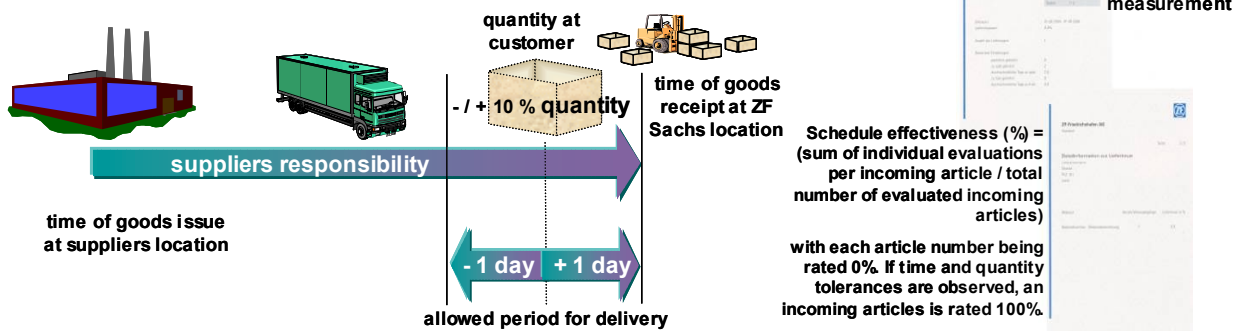 measurement
quantity at
customer
- / + 10 % quantity
time of goods
receipt at ZF
Sachs location
suppliers responsibility
time of goods issue
at suppliers location
- 1 day
+ 1 day
allowed period for delivery
Schedule effectiveness (%) =
(sum of individual evaluations
per incoming article / total
number of evaluated incoming
articles)
with each article number being
rated 0%. If time and quantity
tolerances are observed, an
incoming articles is rated 100%.
ZF